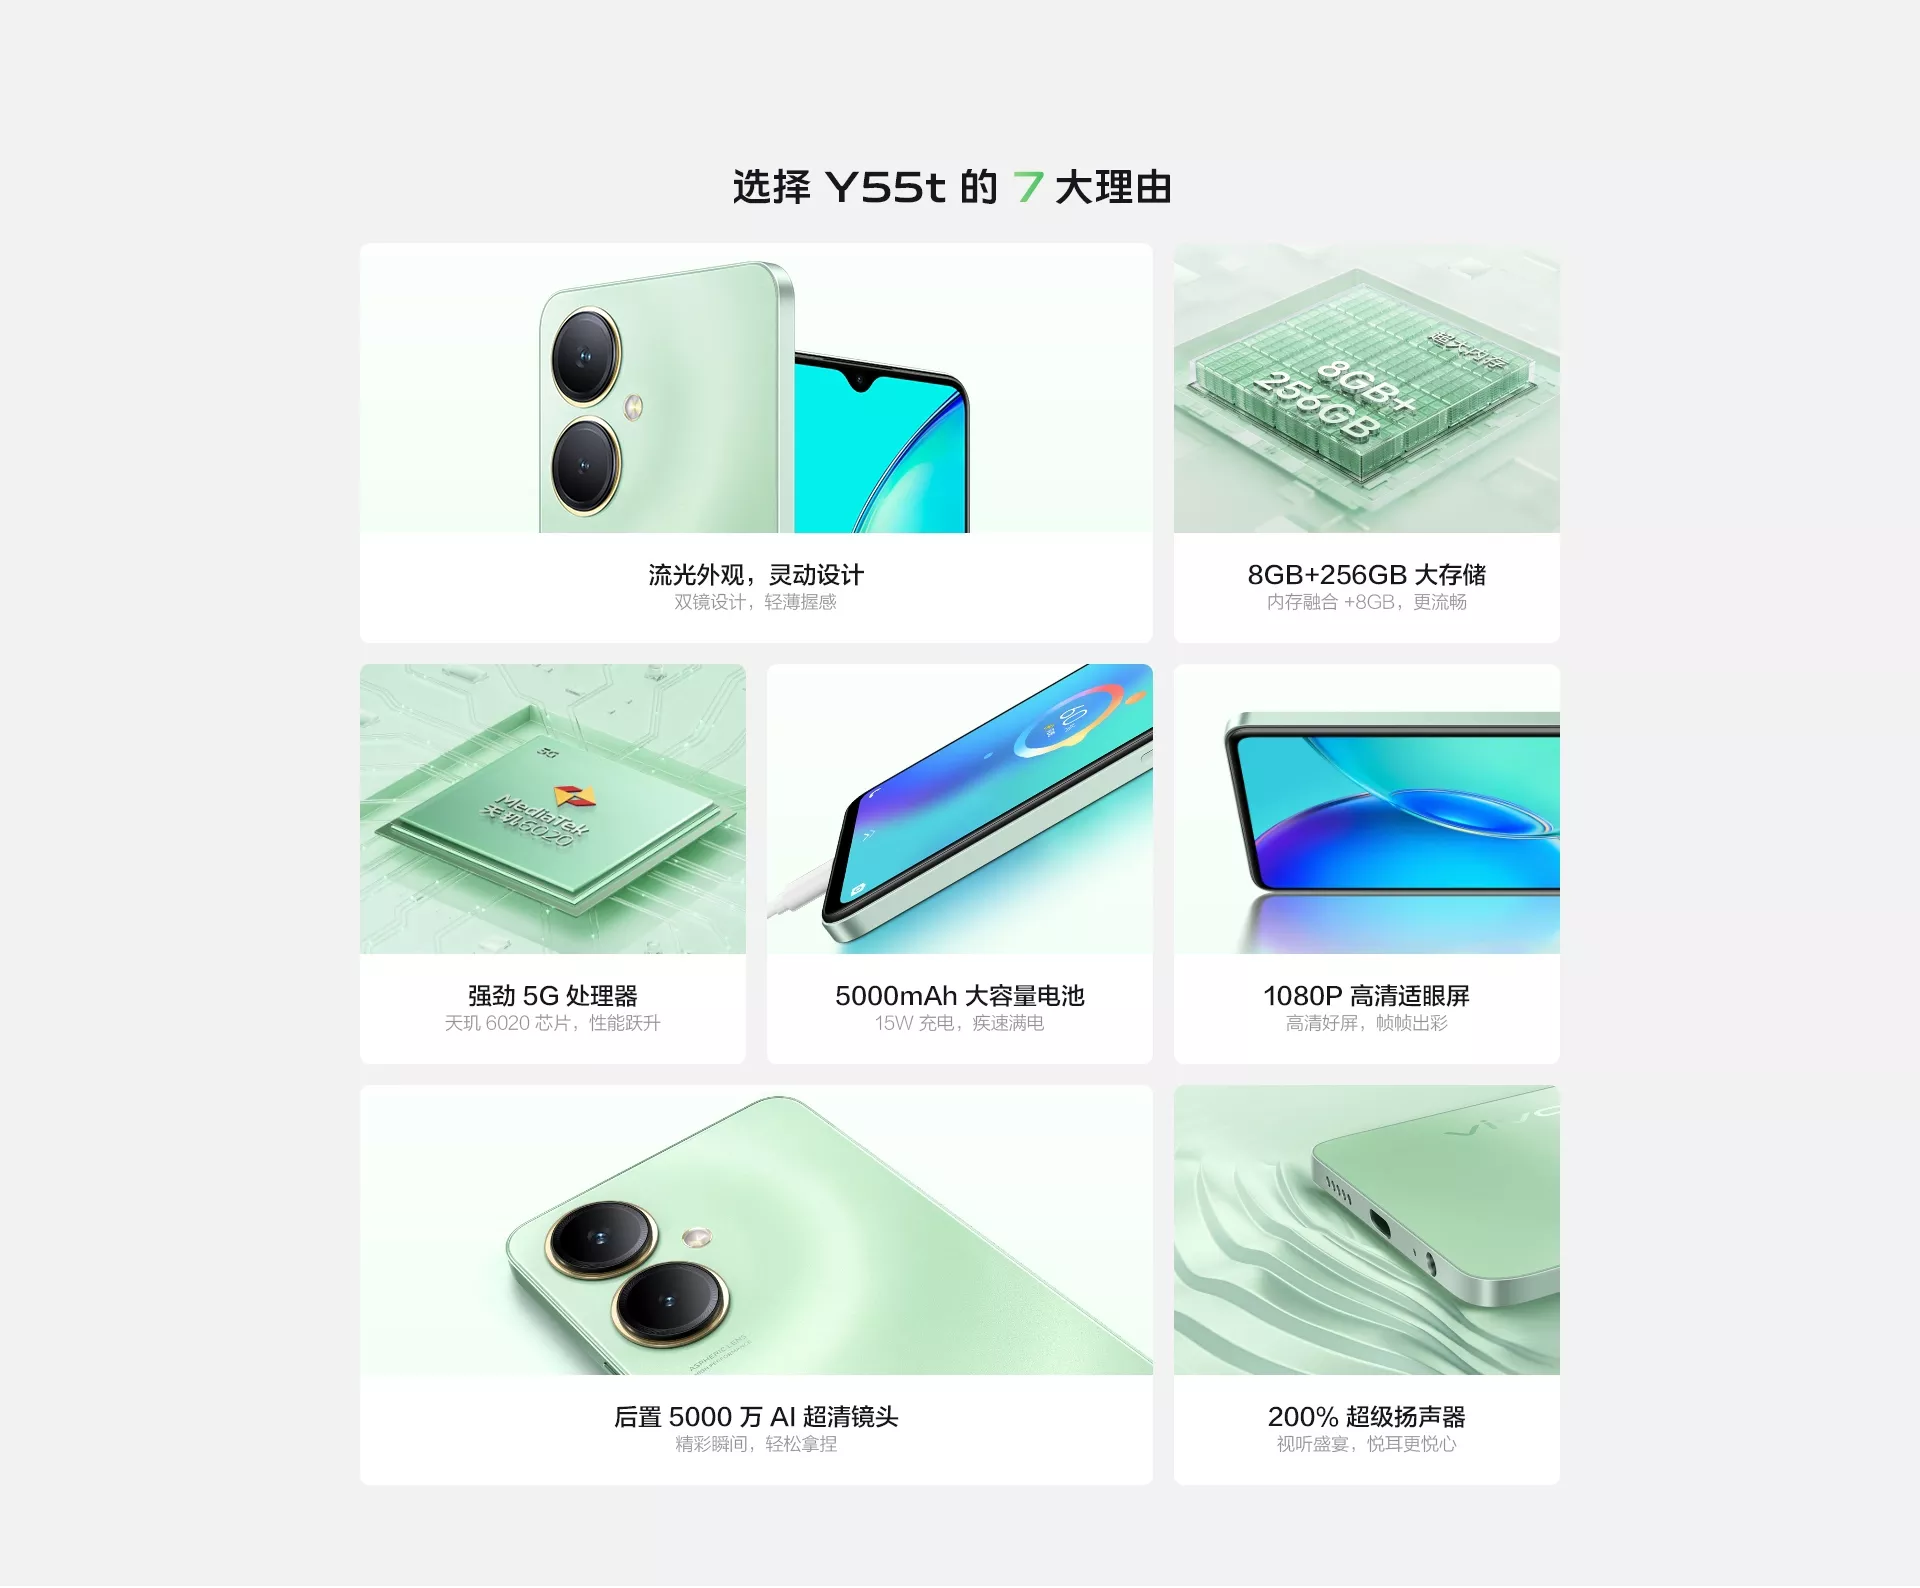 选择 Y55t 的 7 大理由
超大内存
8GB+
256GB
流光外观，灵动设计
双镜设计，轻薄握感
8GB+256GB 大存储
内存融合 +8GB，更流畅
5G
MediaTek
天玑6020
60
强劲 5G 处理器
天玑 6020 芯片，性能跃升
5000mAh 大容量电池
15W 充电，疾速满电
1080P 高清适眼屏
高清好屏，帧帧出彩
ASPHERIC LENS
HIGH PERFORMANCE
vivo
后置 5000 万 AI 超清镜头
精彩瞬间，轻松拿捏
200% 超级扬声器
视听盛宴，悦耳更悦心